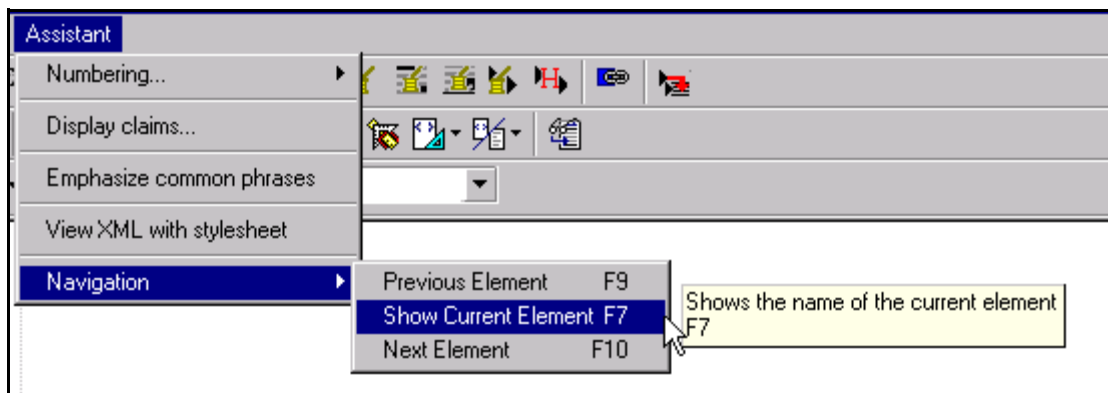 Assistant
Numbering...
Display claims...
Emphasize common phrases
View XML with stylesheet
Navigation
Previous Element F9
Show Current Element F7
Next Element F10
Shows the name of the current element
F7